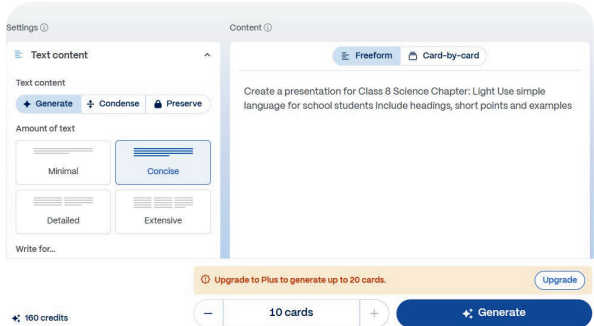 Settings
Content
Text content
Freeform
Card-by-card
Text content
Generate
Condense
Preserve
Create a presentation for Class 8 Science Chapter: Light Use simple
language for school students Include headings, short points and examples
Amount of text
Minimal
Concise
Detailed
Extensive
Write for...
Upgrade to Plus to generate up to 20 cards.
Upgrade
160 credits
− 10 cards +
Generate